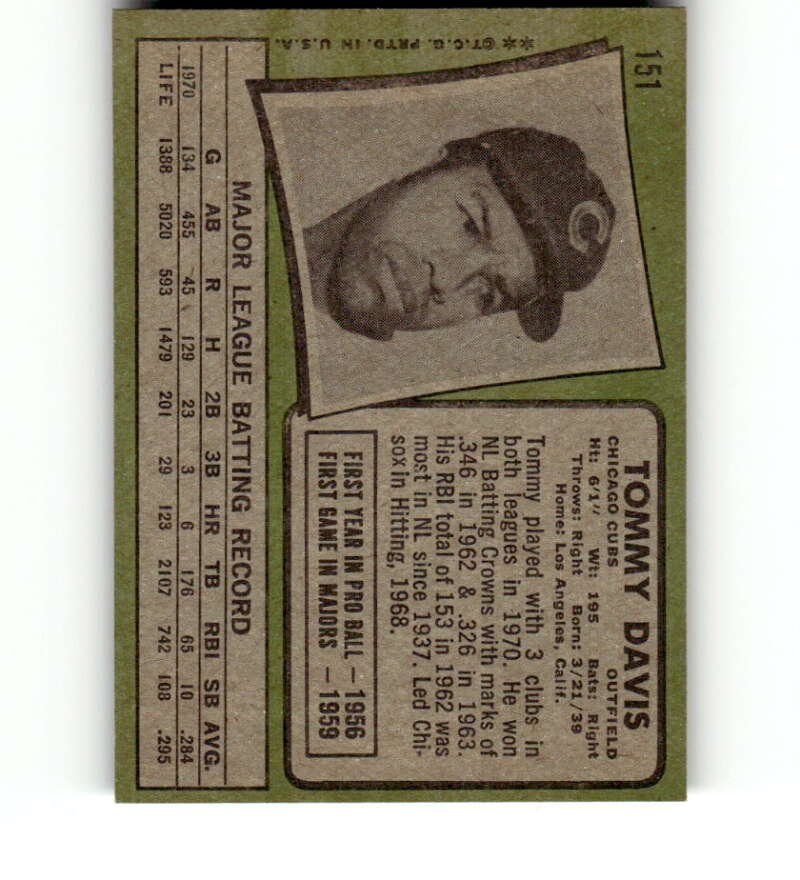 151
** ©T.C.G. PRTD. IN U.S.A.
C
TOMMY DAVIS
CHICAGO CUBS OUTFIELD
Ht: 6'1" Wt: 195 Bats: Right
Throws: Right Born: 3/21/39
Home: Los Angeles, Calif.
Tommy played with 3 clubs in
both leagues in 1970. He won
NL Batting Crowns with marks of
.346 in 1962 & .326 in 1963.
His RBI total of 153 in 1962 was
most in NL since 1937. Led Chi-
sox in Hitting, 1968.
FIRST YEAR IN PRO BALL — 1956
FIRST GAME IN MAJORS — 1959
MAJOR LEAGUE BATTING RECORD
G AB R H 2B 3B HR TB RBI SB AVG.
1970 134 455 45 129 23 3 6 176 65 10 .284
LIFE 1388 5020 593 1479 201 29 123 2107 742 108 .295